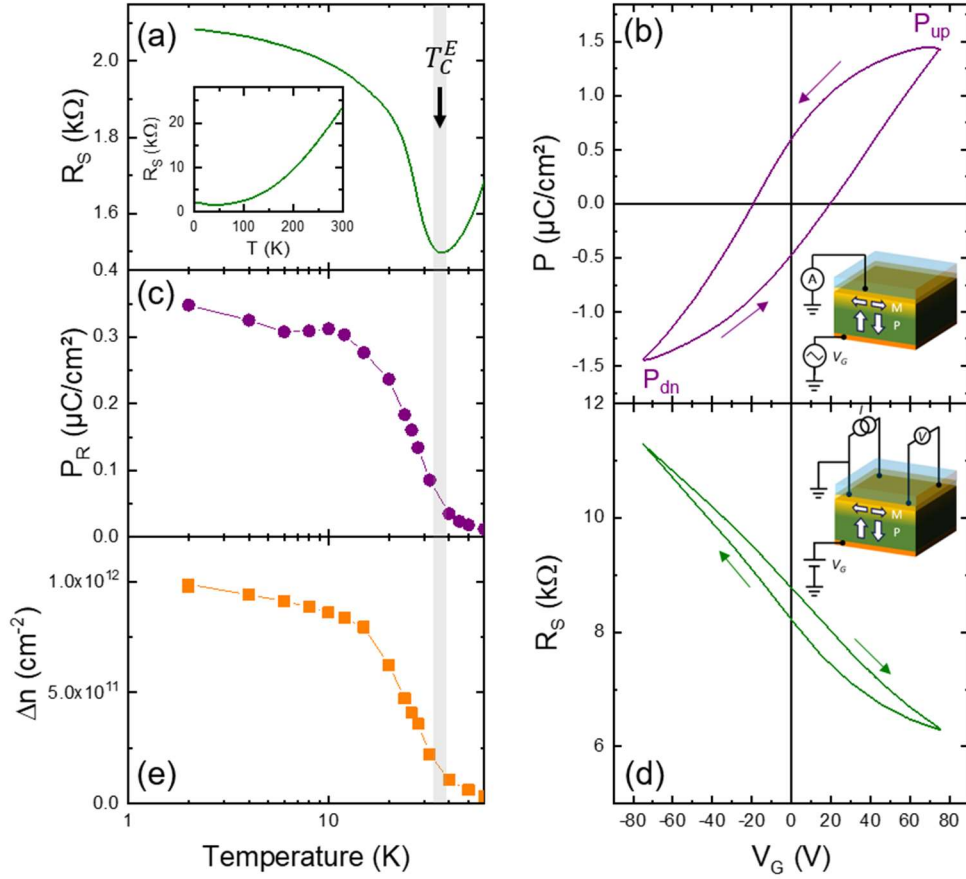 (a)
T_C^E
2.0
1.8
1.6
0.4
R_S (kΩ)
R_S (kΩ)
20
10
0
0 100 200 300
T (K)
(b)
P_up
1.5
1.0
0.5
0.0
-0.5
-1.0
-1.5
12
P (µC/cm²)
P_dn
A
M
P
V_G
(c)
0.3
0.2
0.1
0.0
P_R (µC/cm²)
(e)
1.0x10^12
5.0x10^11
0.0
Δn (cm^-2)
1 10
Temperature (K)
(d)
10
8
6
R_S (kΩ)
I
V
M
P
V_G
-80 -60 -40 -20 0 20 40 60 80
V_G (V)